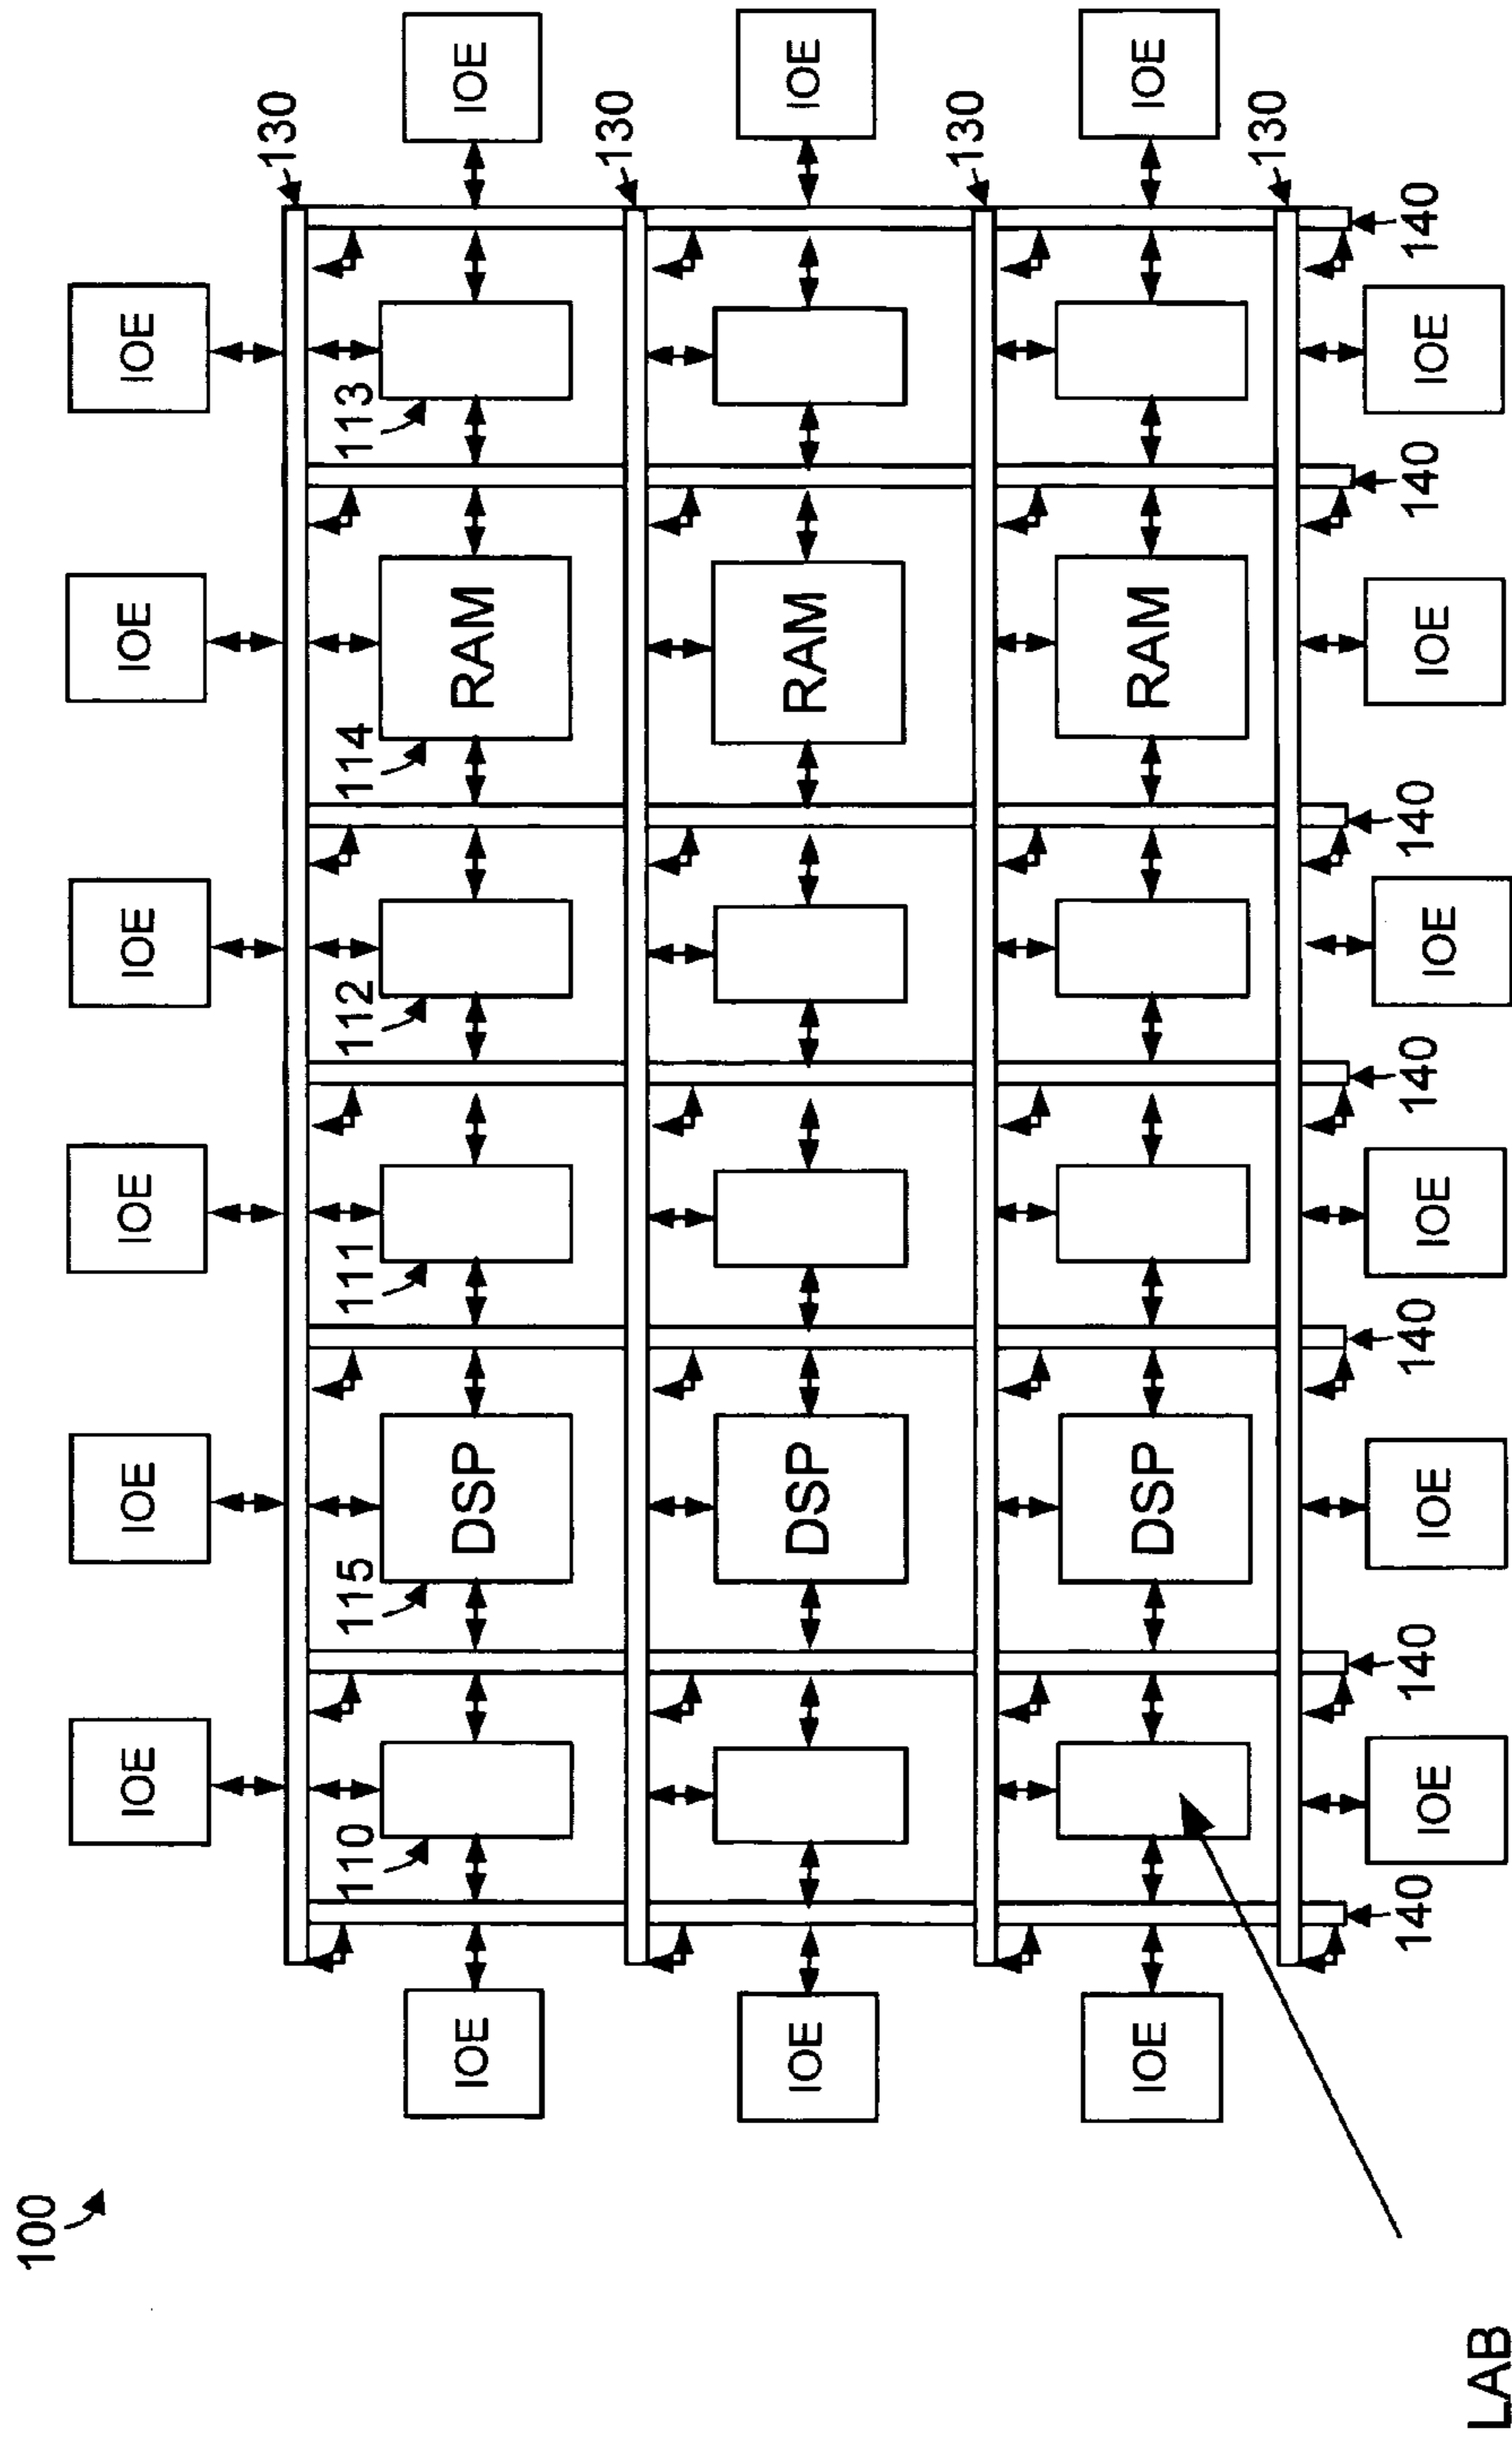 100
IOE IOE IOE IOE IOE IOE
130
110 115 111 112 114 113
IOE DSP RAM IOE
130
IOE DSP RAM IOE
130
IOE DSP RAM IOE
130
140 140 140 140 140 140 140
IOE IOE IOE IOE IOE IOE
LAB